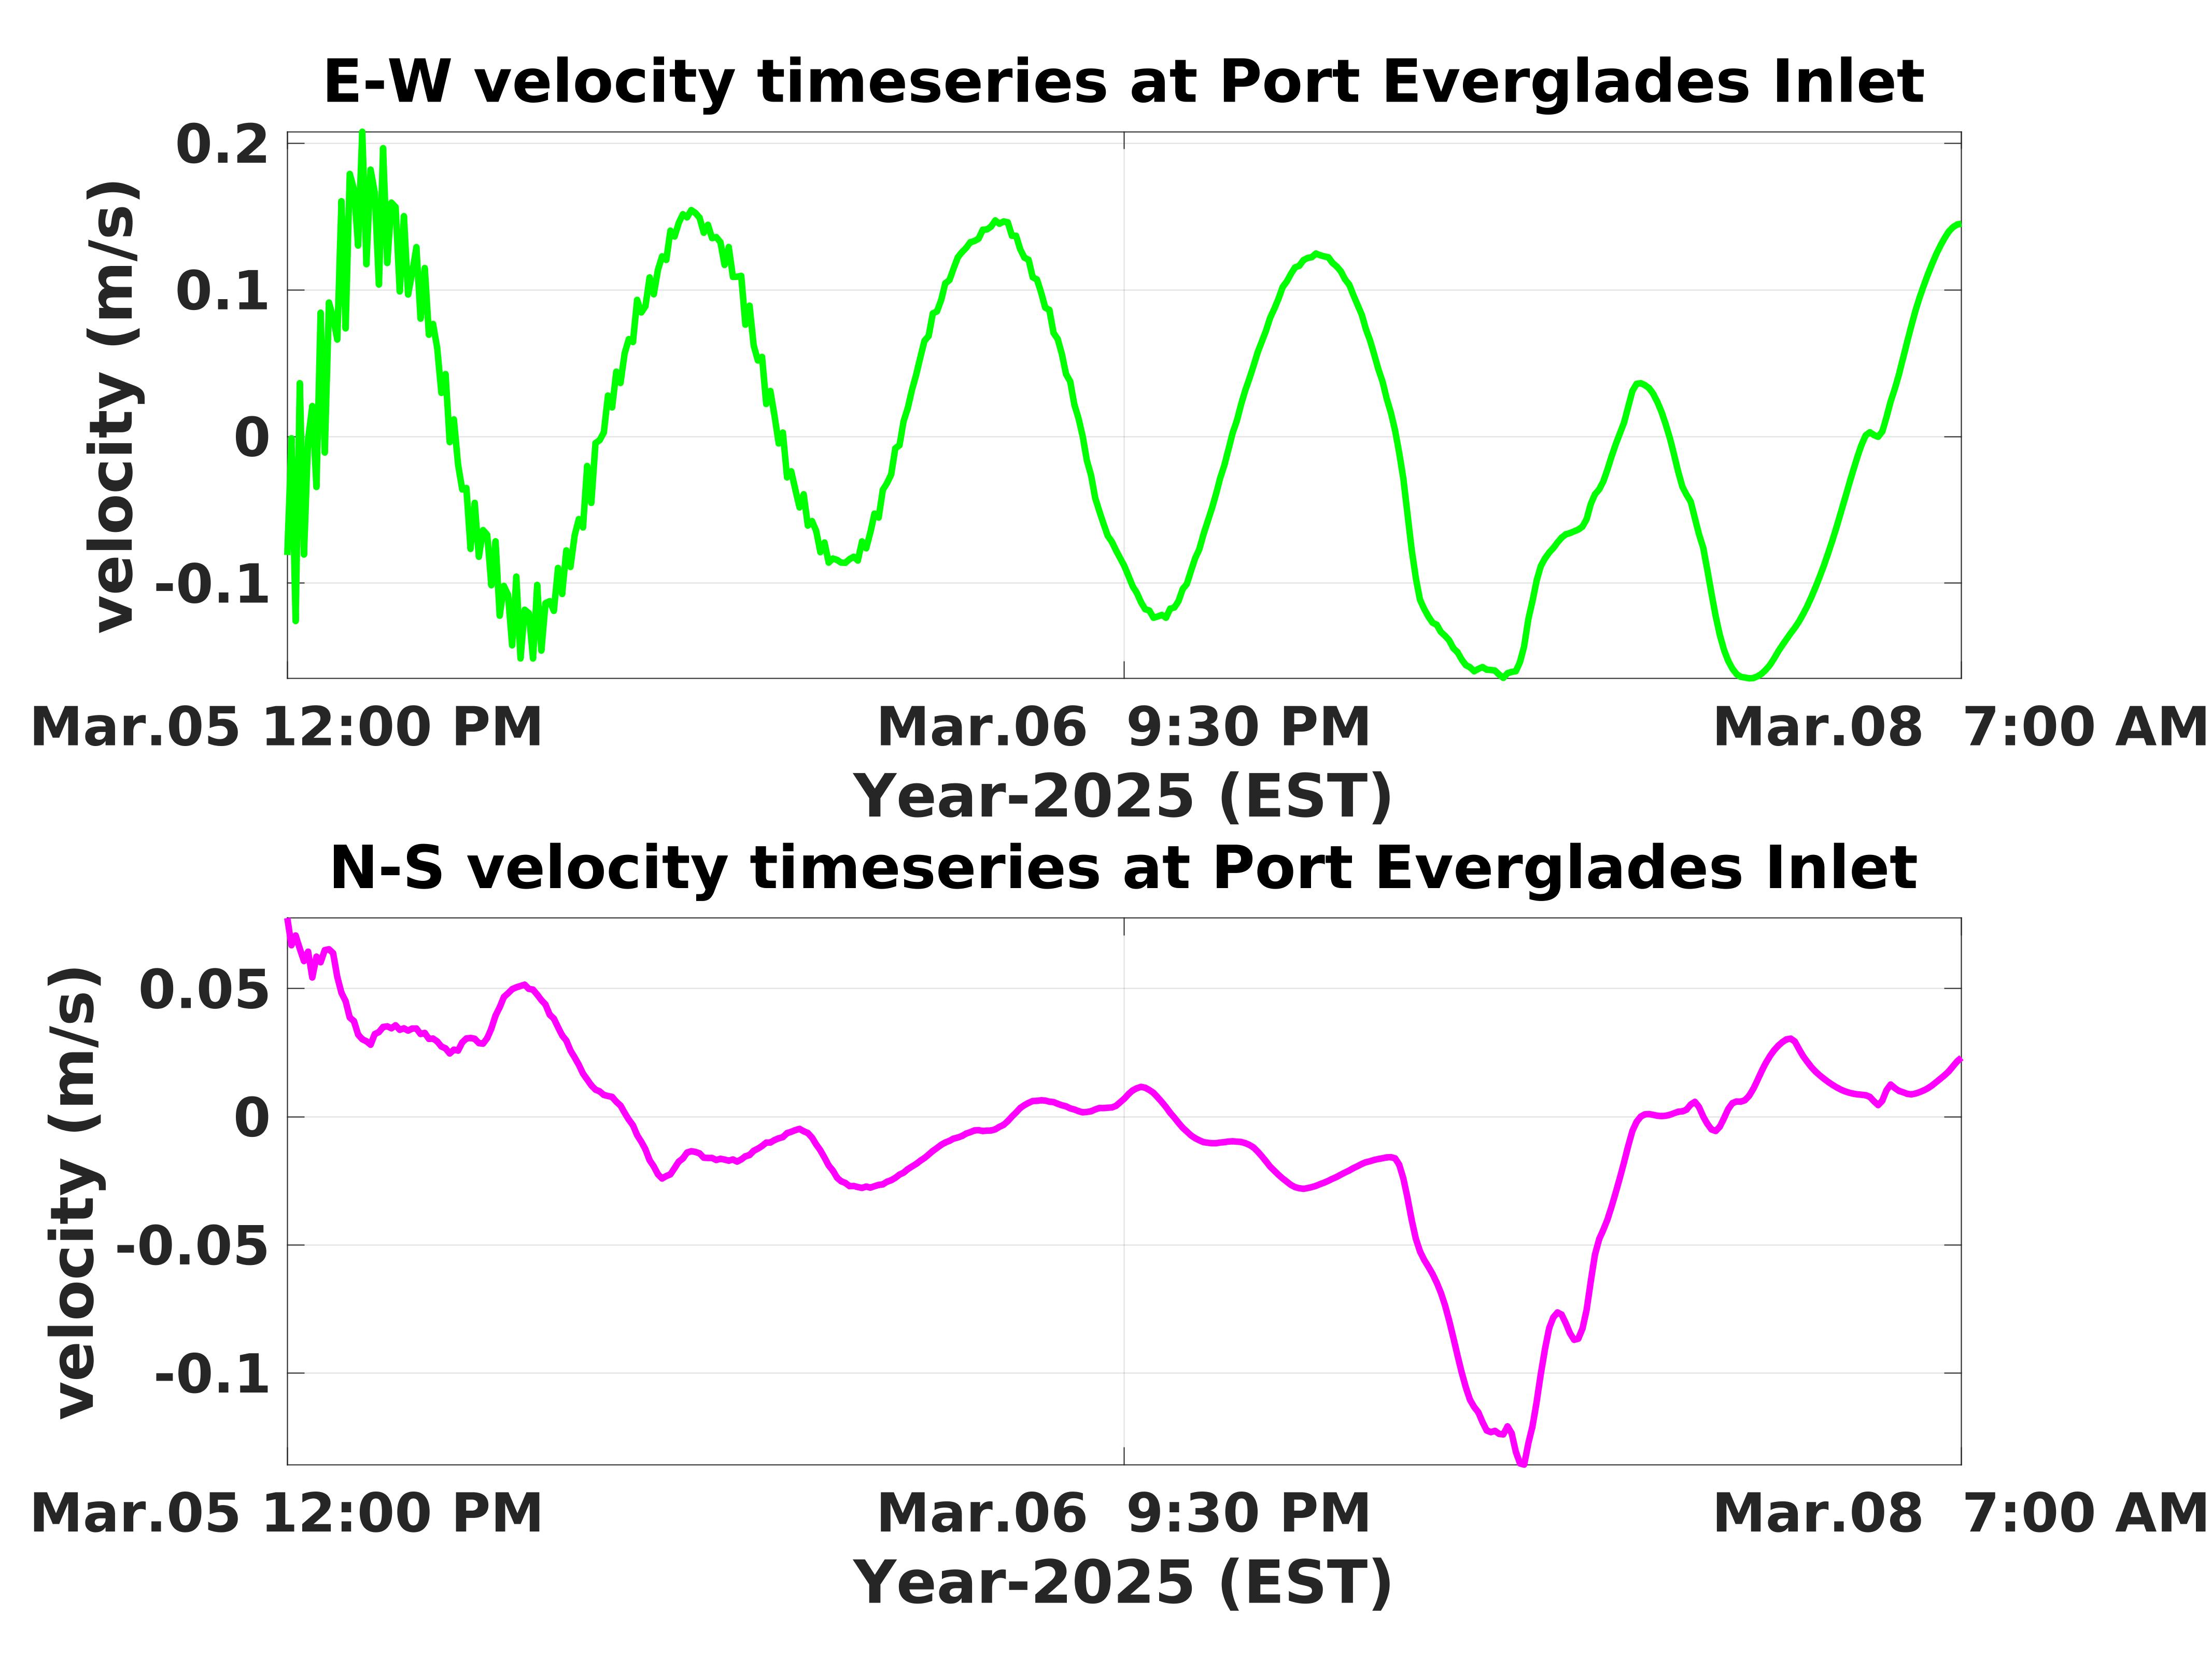 E-W velocity timeseries at Port Everglades Inlet
velocity (m/s)
0.2
0.1
0
-0.1
Mar.05 12:00 PM
Mar.06  9:30 PM
Mar.08  7:00 AM
Year-2025 (EST)
N-S velocity timeseries at Port Everglades Inlet
velocity (m/s)
0.05
0
-0.05
-0.1
Mar.05 12:00 PM
Mar.06  9:30 PM
Mar.08  7:00 AM
Year-2025 (EST)